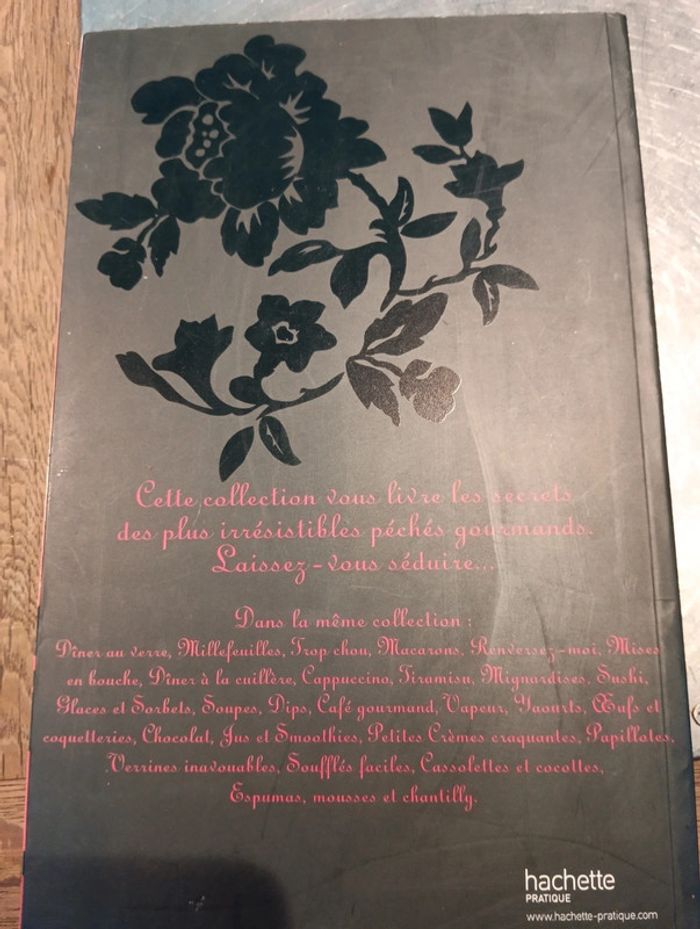 Cette collection vous livre les secrets
des plus irrésistibles péchés gourmands.
Laissez-vous séduire...
Dans la même collection :
Dîner au verre, Millefeuilles, Trop chou, Macarons, Renversez-moi, Mises
en bouche, Dîner à la cuillère, Cappuccino, Tiramisu, Mignardises, Sushi,
Glaces et Sorbets, Soupes, Dips, Café gourmand, Vapeur, Yaourts, Œufs et
coquetteries, Chocolat, Jus et Smoothies, Petites Crèmes craquantes, Papillotes,
Verrines inavouables, Soufflés faciles, Cassolettes et cocottes,
Espumas, mousses et chantilly.
hachette
PRATIQUE
www.hachette-pratique.com